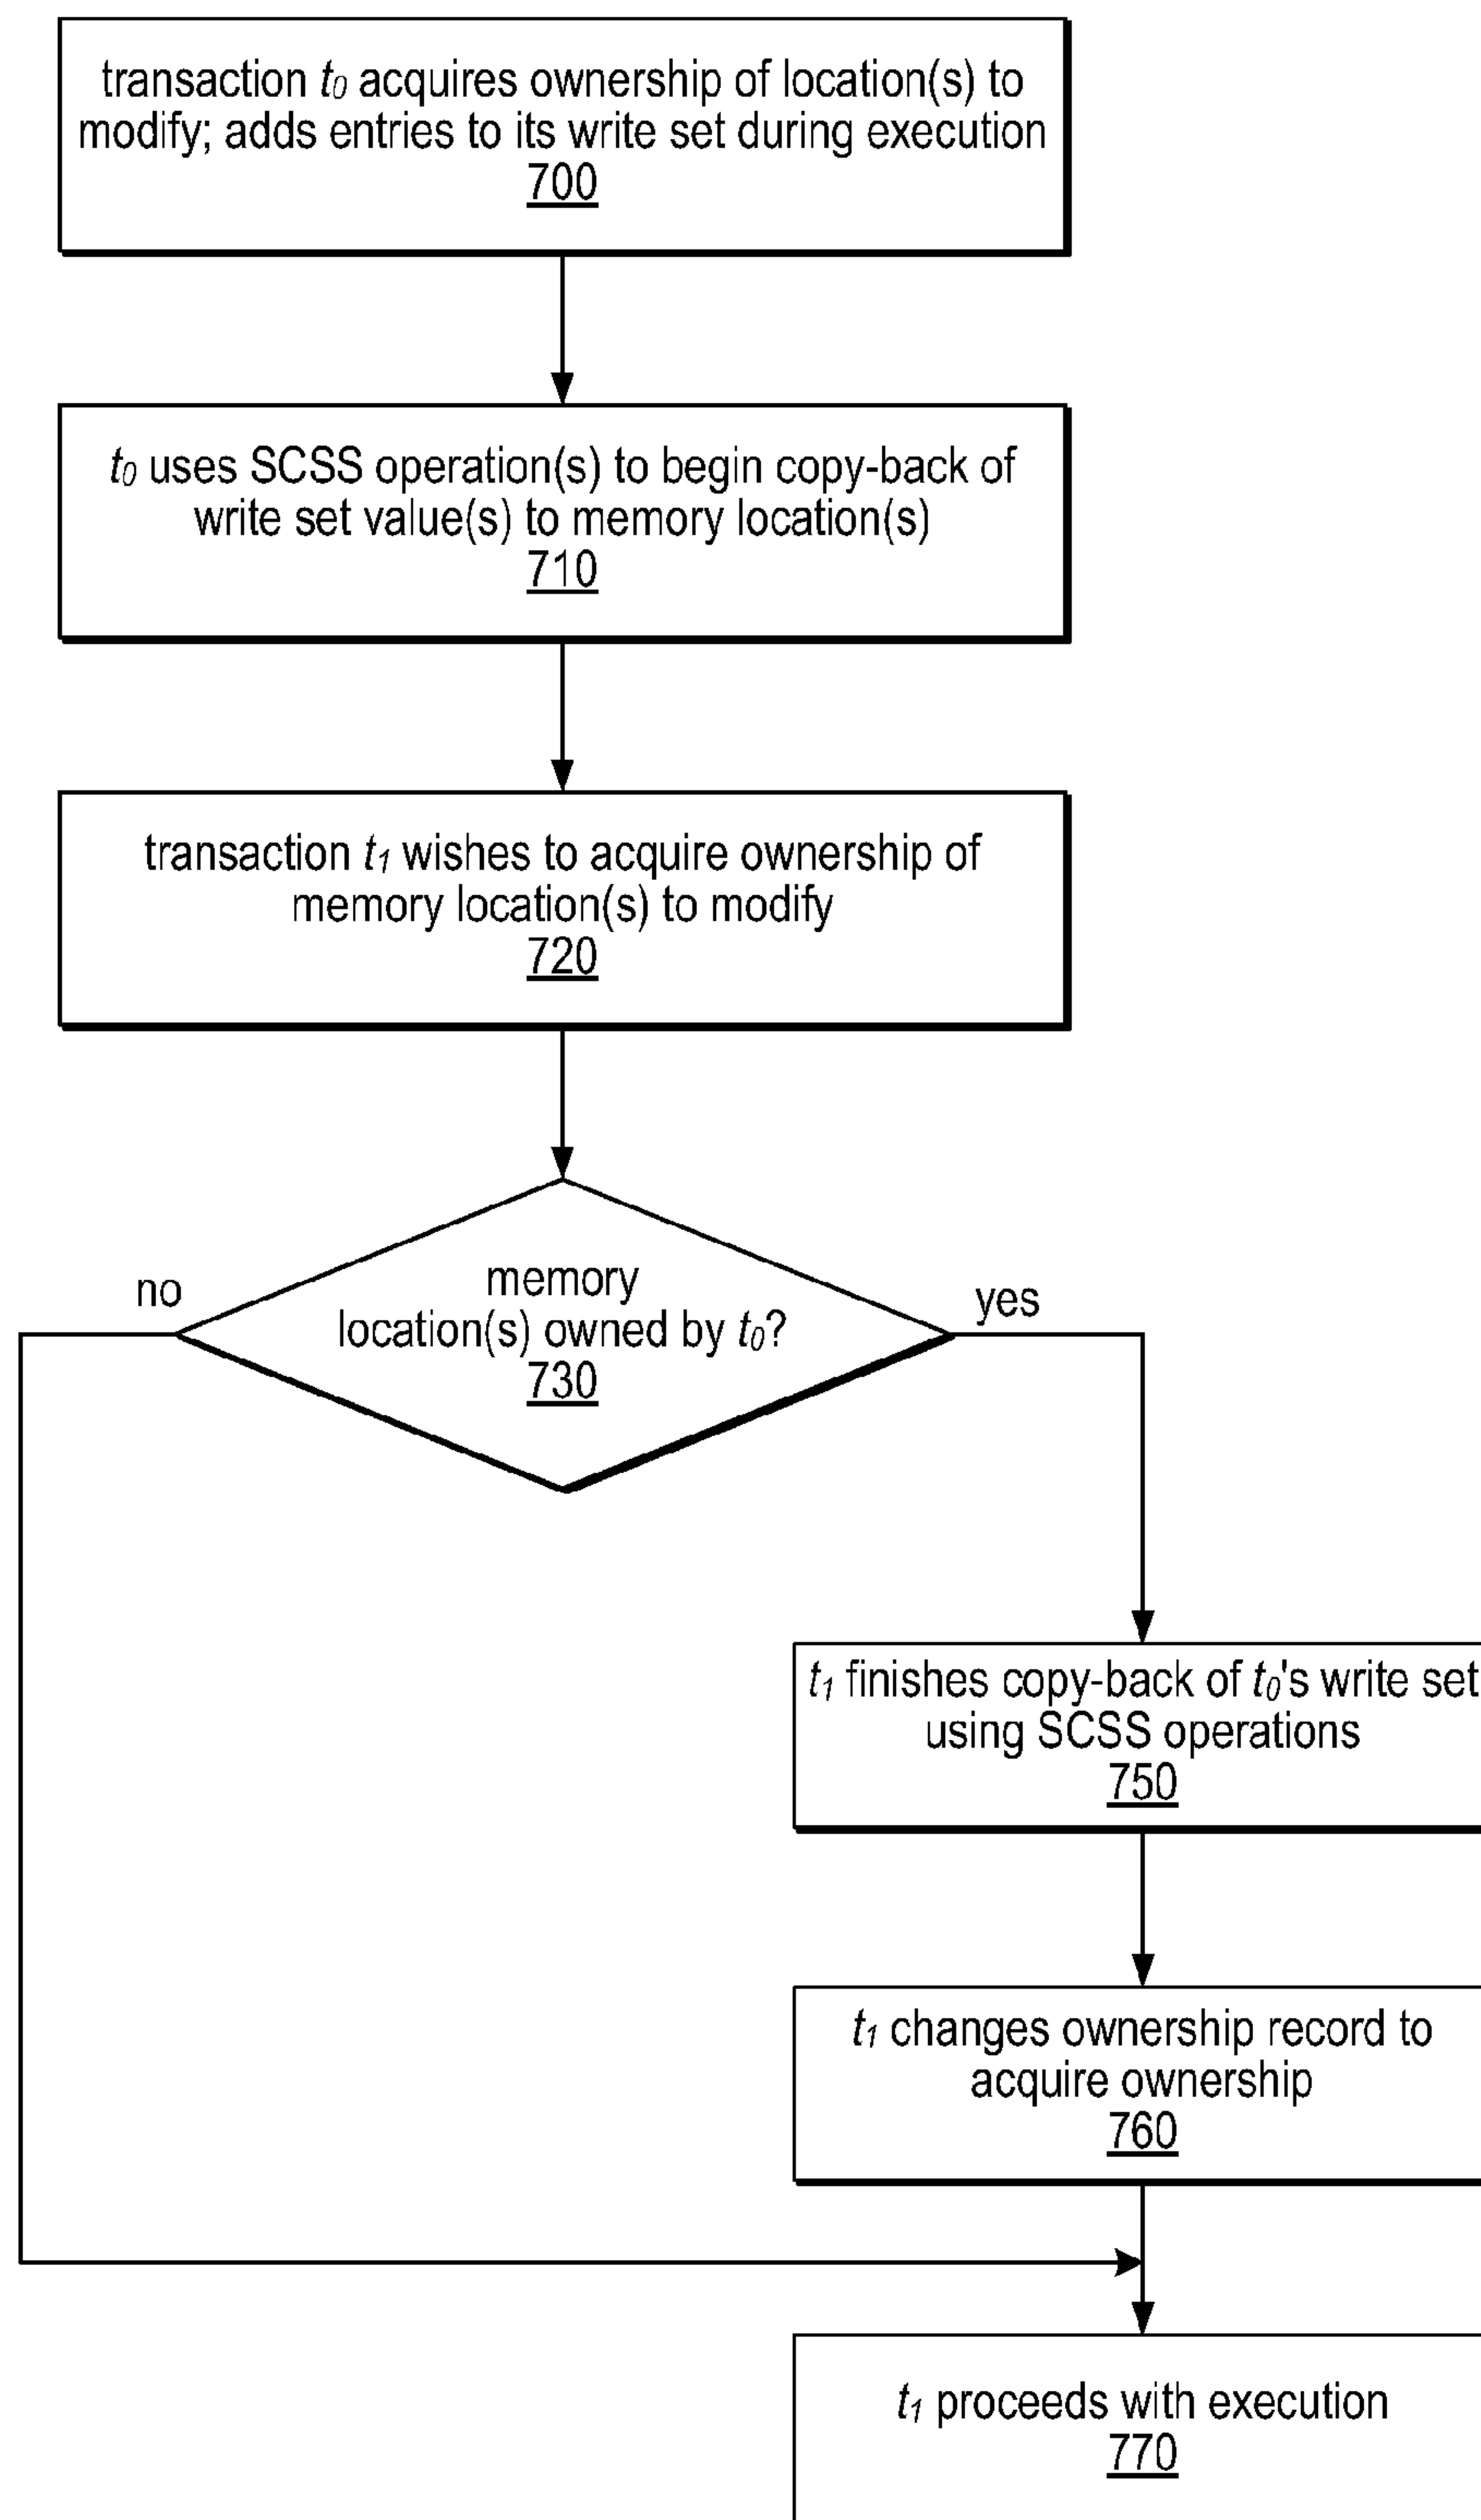 transaction t0 acquires ownership of location(s) to
modify; adds entries to its write set during execution
700
t0 uses SCSS operation(s) to begin copy-back of
write set value(s) to memory location(s)
710
transaction t1 wishes to acquire ownership of
memory location(s) to modify
720
no
memory
location(s) owned by t0?
730
yes
t1 finishes copy-back of t0's write set
using SCSS operations
750
t1 changes ownership record to
acquire ownership
760
t1 proceeds with execution
770